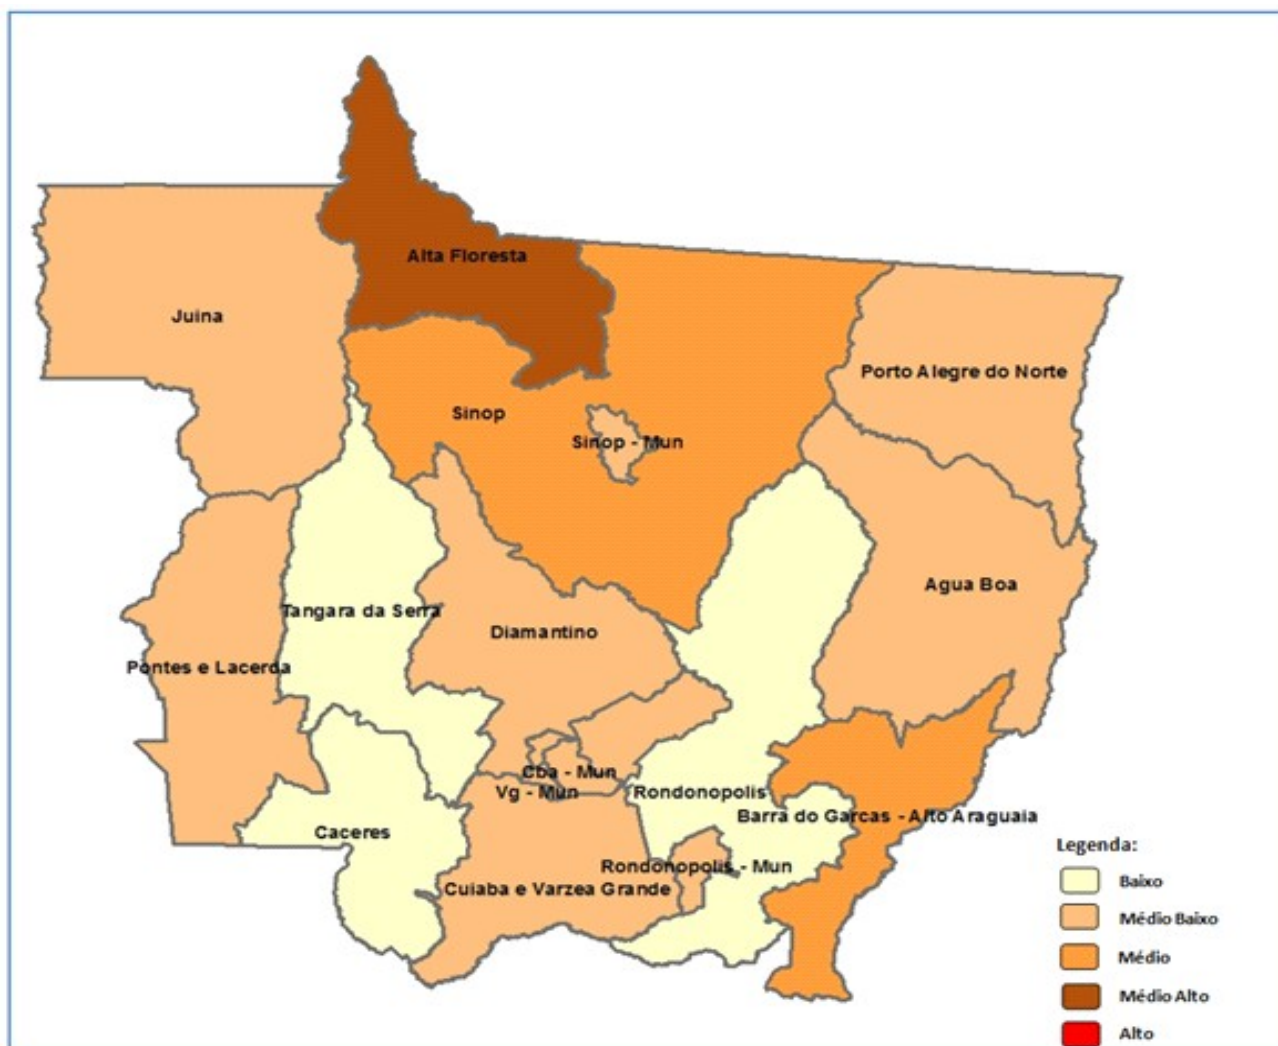 Alta Floresta
Juina
Porto Alegre do Norte
Sinop
Sinop - Mun
Agua Boa
Tangara da Serra
Diamantino
Pontes e Lacerda
Cba - Mun
Vg - Mun
Rondonopolis
Barra do Garcas - Alto Araguaia
Caceres
Rondonopolis - Mun
Cuiaba e Varzea Grande
Legenda:
Baixo
Médio Baixo
Médio
Médio Alto
Alto